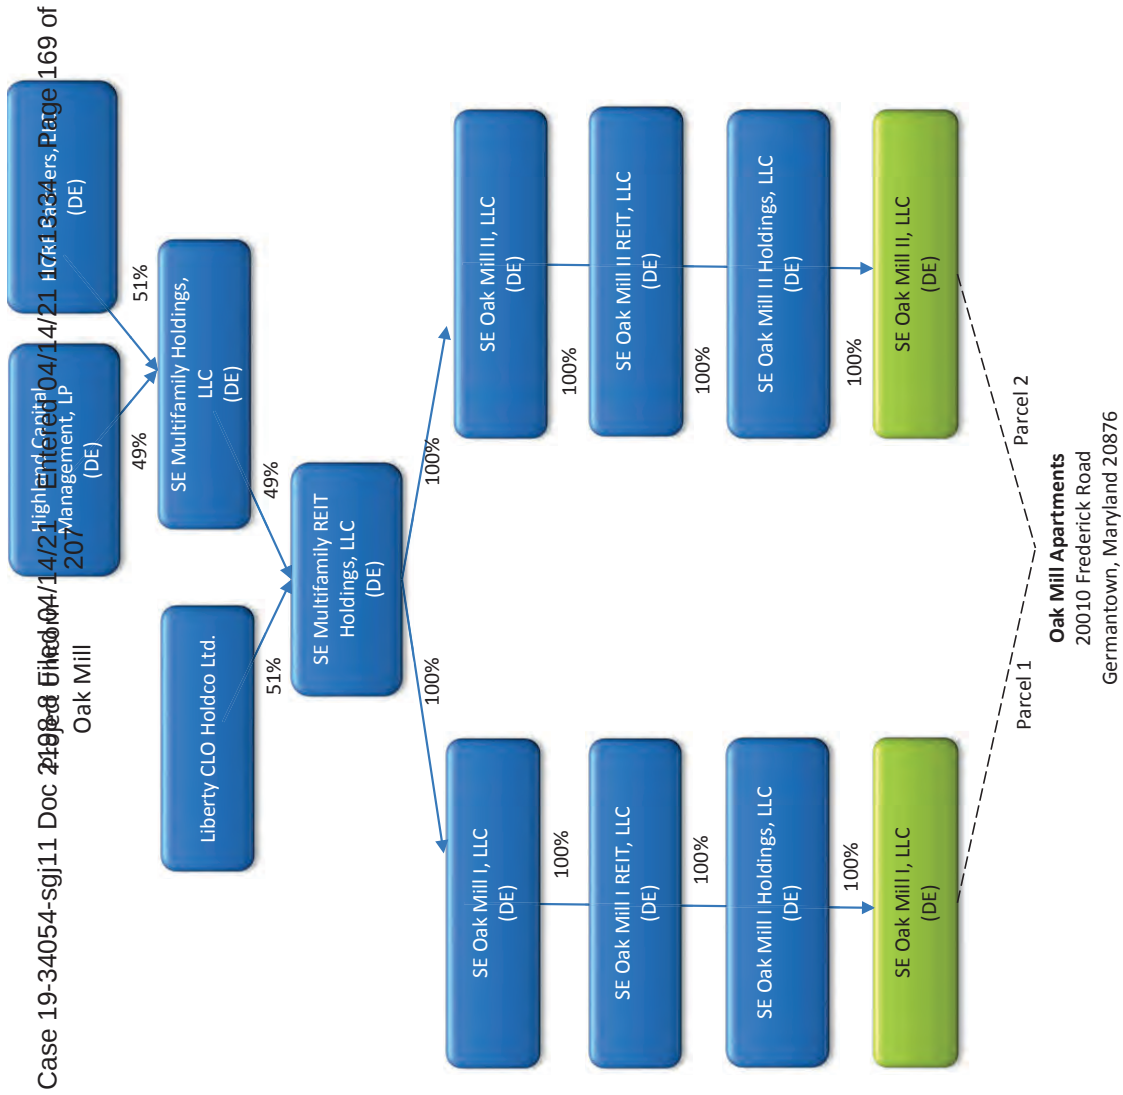 Case 19-34054-sgj11 Doc 2198-8 Filed 04/14/21 Entered 04/14/21 17:13:34 Page 169 of
207
Project Unicorn
Oak Mill
Highland Capital
Management, LP
(DE)
HCRE Partners, LLC
(DE)
49%
51%
Liberty CLO Holdco Ltd.
SE Multifamily Holdings,
LLC
(DE)
51%
49%
SE Multifamily REIT
Holdings, LLC
(DE)
100%
100%
SE Oak Mill I, LLC
(DE)
100%
SE Oak Mill I REIT, LLC
(DE)
100%
SE Oak Mill I Holdings, LLC
(DE)
100%
SE Oak Mill I, LLC
(DE)
SE Oak Mill II, LLC
(DE)
100%
SE Oak Mill II REIT, LLC
(DE)
100%
SE Oak Mill II Holdings, LLC
(DE)
100%
SE Oak Mill II, LLC
(DE)
Parcel 1
Parcel 2
Oak Mill Apartments
20010 Frederick Road
Germantown, Maryland 20876